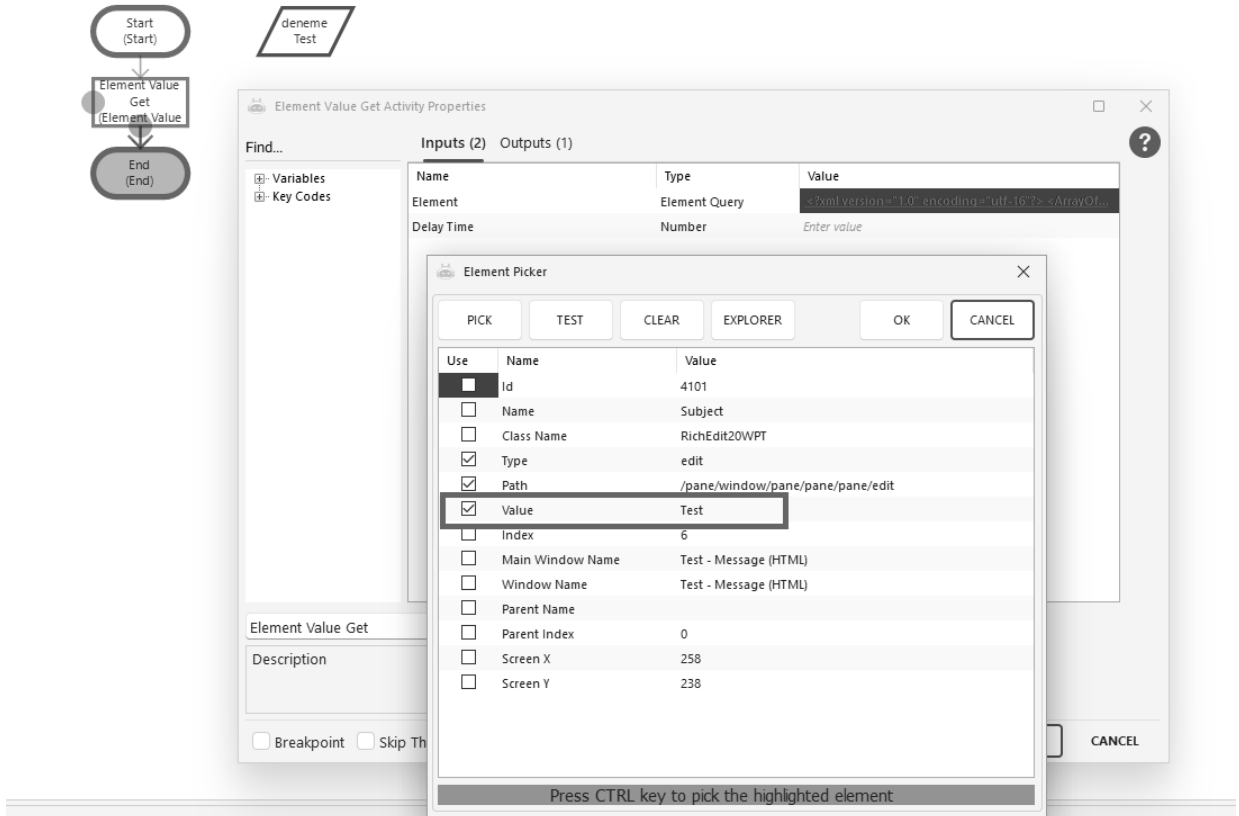 Start
(Start)
deneme
Test
Element Value
Get
(Element Value
End
(End)
Element Value Get Activity Properties
Find...
Inputs (2) Outputs (1)
?
Variables
Key Codes
Name Type Value
Element Element Query <?xml version="1.0" encoding="utf-16"?> <ArrayOf...
Delay Time Number Enter value
Element Picker
PICK TEST CLEAR EXPLORER OK CANCEL
Use Name Value
Id 4101
Name Subject
Class Name RichEdit20WPT
Type edit
Path /pane/window/pane/pane/pane/edit
Value Test
Index 6
Main Window Name Test - Message (HTML)
Window Name Test - Message (HTML)
Parent Name
Parent Index 0
Screen X 258
Screen Y 238
Element Value Get
Description
Breakpoint Skip Th
CANCEL
Press CTRL key to pick the highlighted element